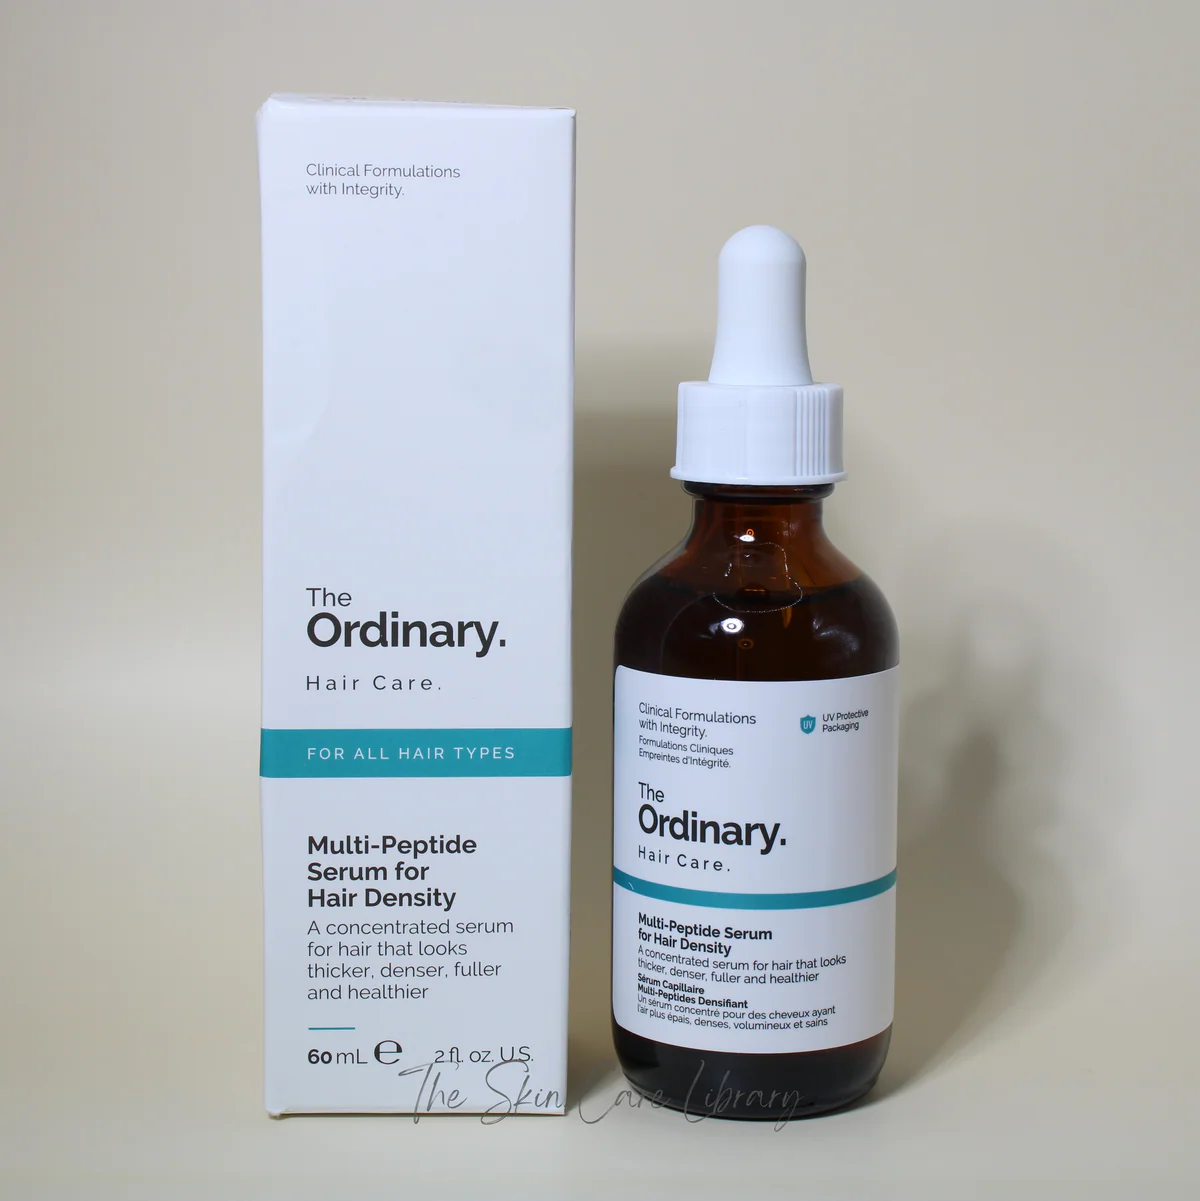 Clinical Formulations
with Integrity.
The
Ordinary.
Hair Care.
FOR ALL HAIR TYPES
Multi-Peptide
Serum for
Hair Density
A concentrated serum
for hair that looks
thicker, denser, fuller
and healthier
60 mL e 2 fl. oz. U.S.
Clinical Formulations
with Integrity.
Formulations Cliniques
Empreintes d'Intégrité.
UV
UV Protective
Packaging
The
Ordinary.
Hair Care.
Multi-Peptide Serum
for Hair Density
A concentrated serum for hair that looks
thicker, denser, fuller and healthier
Sérum Capillaire
Multi-Peptides Densifiant
Un sérum concentré pour des cheveux ayant
l'air plus épais, denses, volumineux et sains
The Skin Care Library